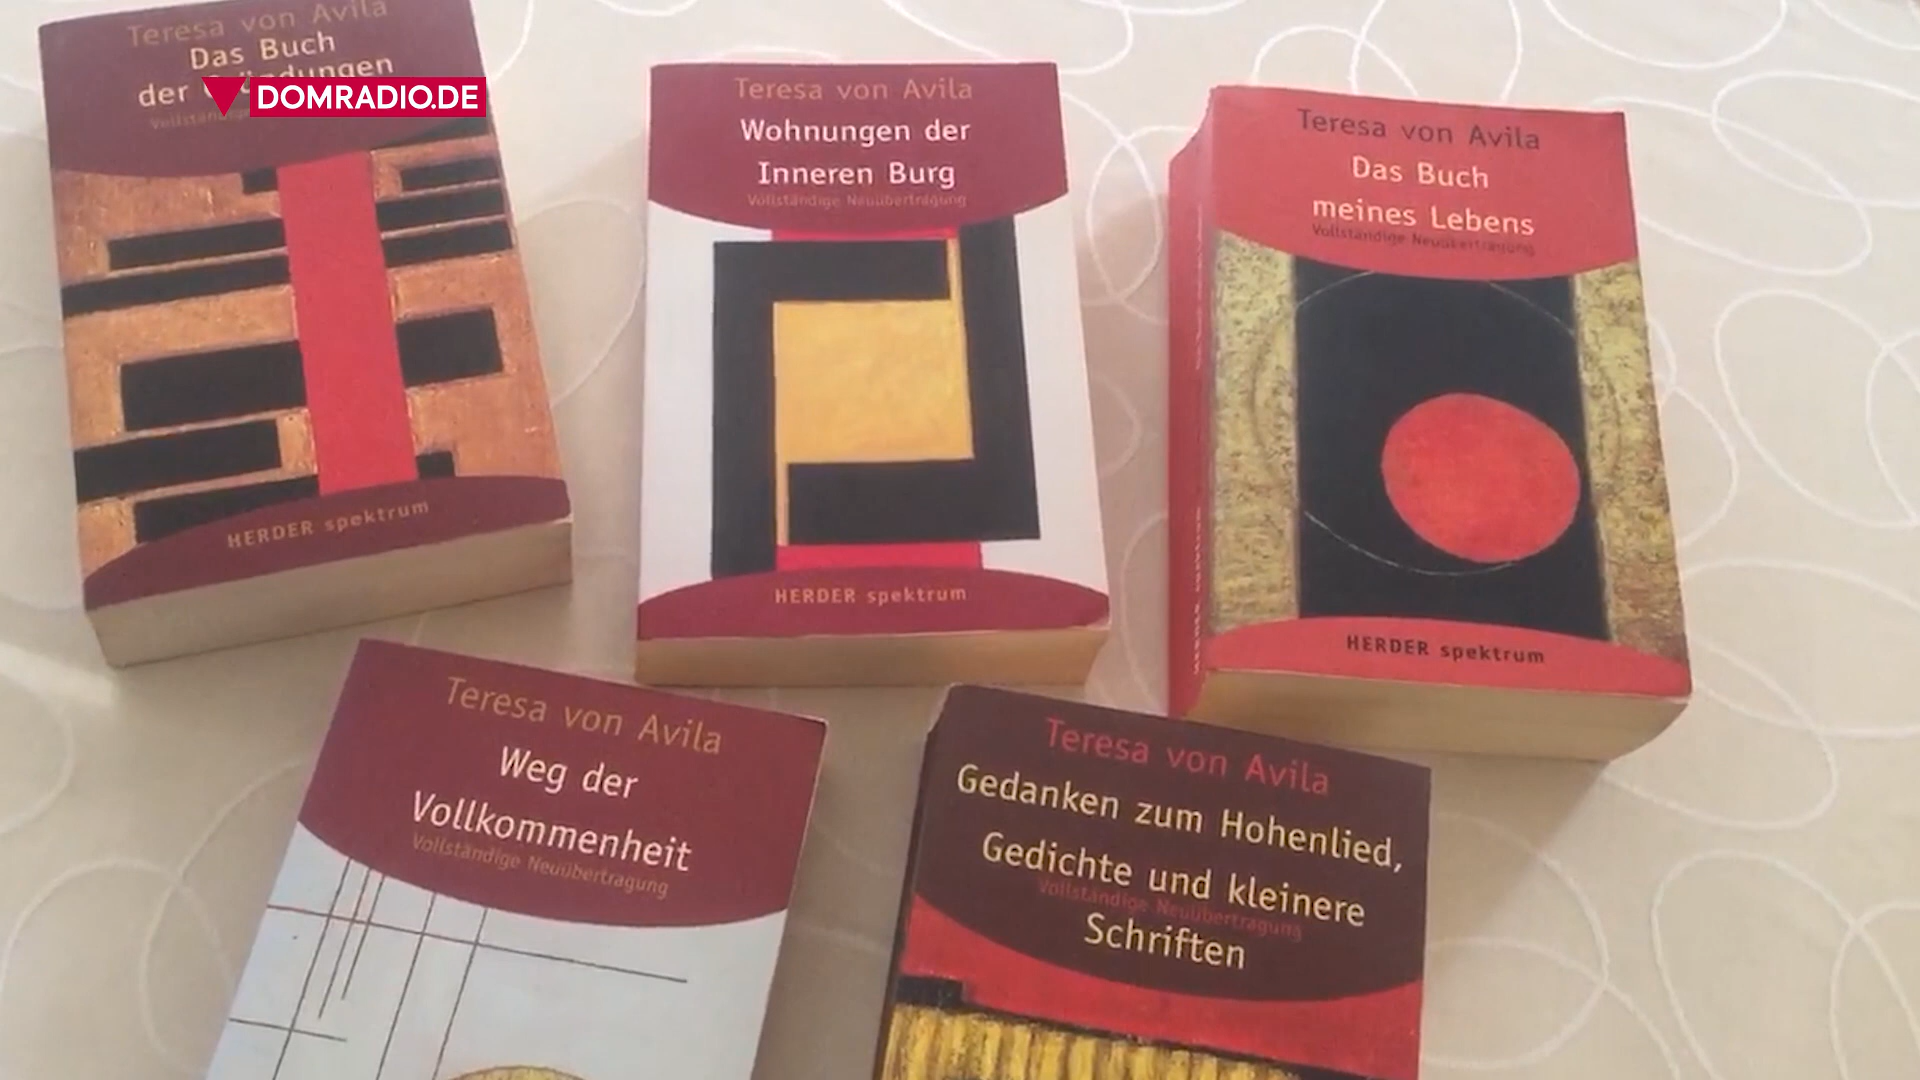 Teresa von Avila
Das Buch
der Gründungen
DOMRADIO.DE
HERDER spektrum
Teresa von Avila
Wohnungen der
Inneren Burg
Vollständige Neuübertragung
HERDER spektrum
Teresa von Avila
Das Buch
meines Lebens
Vollständige Neuübertragung
HERDER spektrum
Teresa von Avila
Weg der
Vollkommenheit
Vollständige Neuübertragung
Teresa von Avila
Gedanken zum Hohenlied,
Gedichte und kleinere
Vollständige Neuübertragung
Schriften